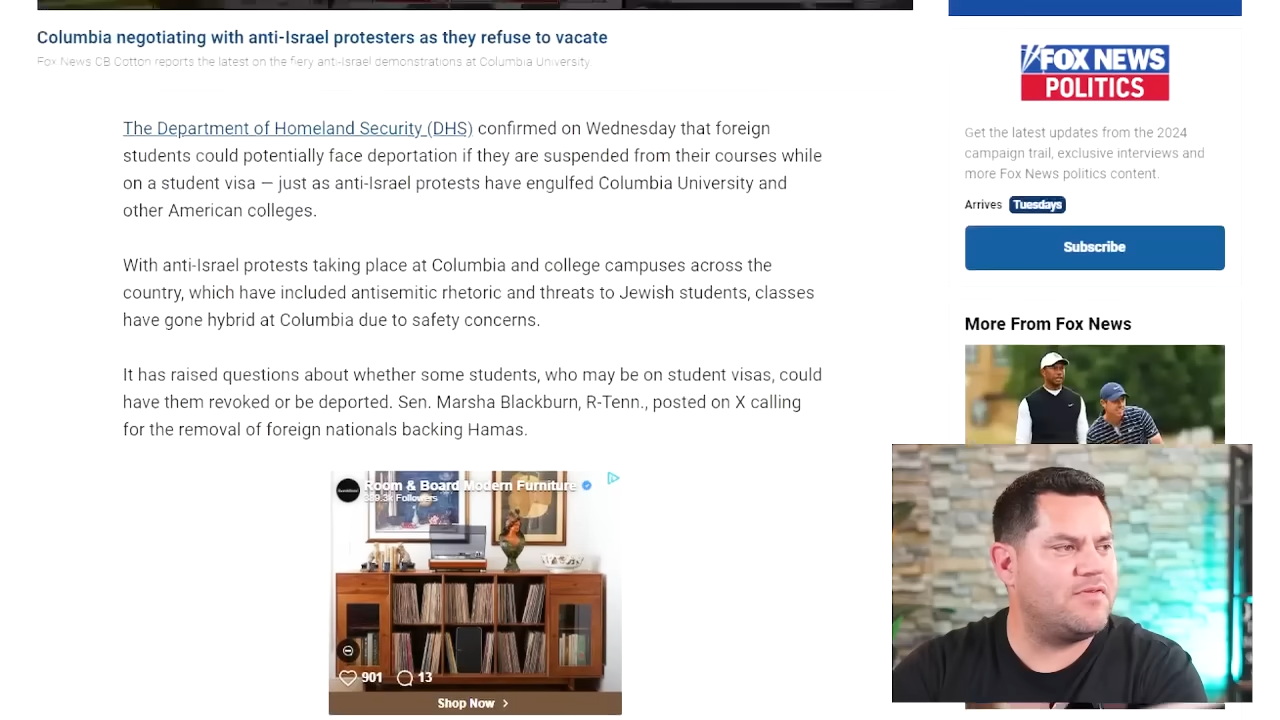 Columbia negotiating with anti-Israel protesters as they refuse to vacate
Fox News CB Cotton reports the latest on the fiery anti-Israel demonstrations at Columbia University.
The Department of Homeland Security (DHS) confirmed on Wednesday that foreign
students could potentially face deportation if they are suspended from their courses while
on a student visa — just as anti-Israel protests have engulfed Columbia University and
other American colleges.
With anti-Israel protests taking place at Columbia and college campuses across the
country, which have included antisemitic rhetoric and threats to Jewish students, classes
have gone hybrid at Columbia due to safety concerns.
It has raised questions about whether some students, who may be on student visas, could
have them revoked or be deported. Sen. Marsha Blackburn, R-Tenn., posted on X calling
for the removal of foreign nationals backing Hamas.
Room & Board Modern Furniture
389.3k Followers
901 13
Shop Now
FOX NEWS
POLITICS
Get the latest updates from the 2024
campaign trail, exclusive interviews and
more Fox News politics content.
Arrives Tuesdays
Subscribe
More From Fox News